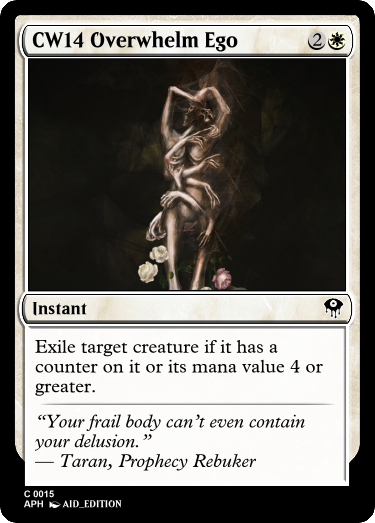 CW14 Overwhelm Ego 2
Instant
Exile target creature if it has a
counter on it or its mana value 4 or
greater.
“Your frail body can’t even contain
your delusion.”
— Taran, Prophecy Rebuker
C 0015
APH AID_EDITION